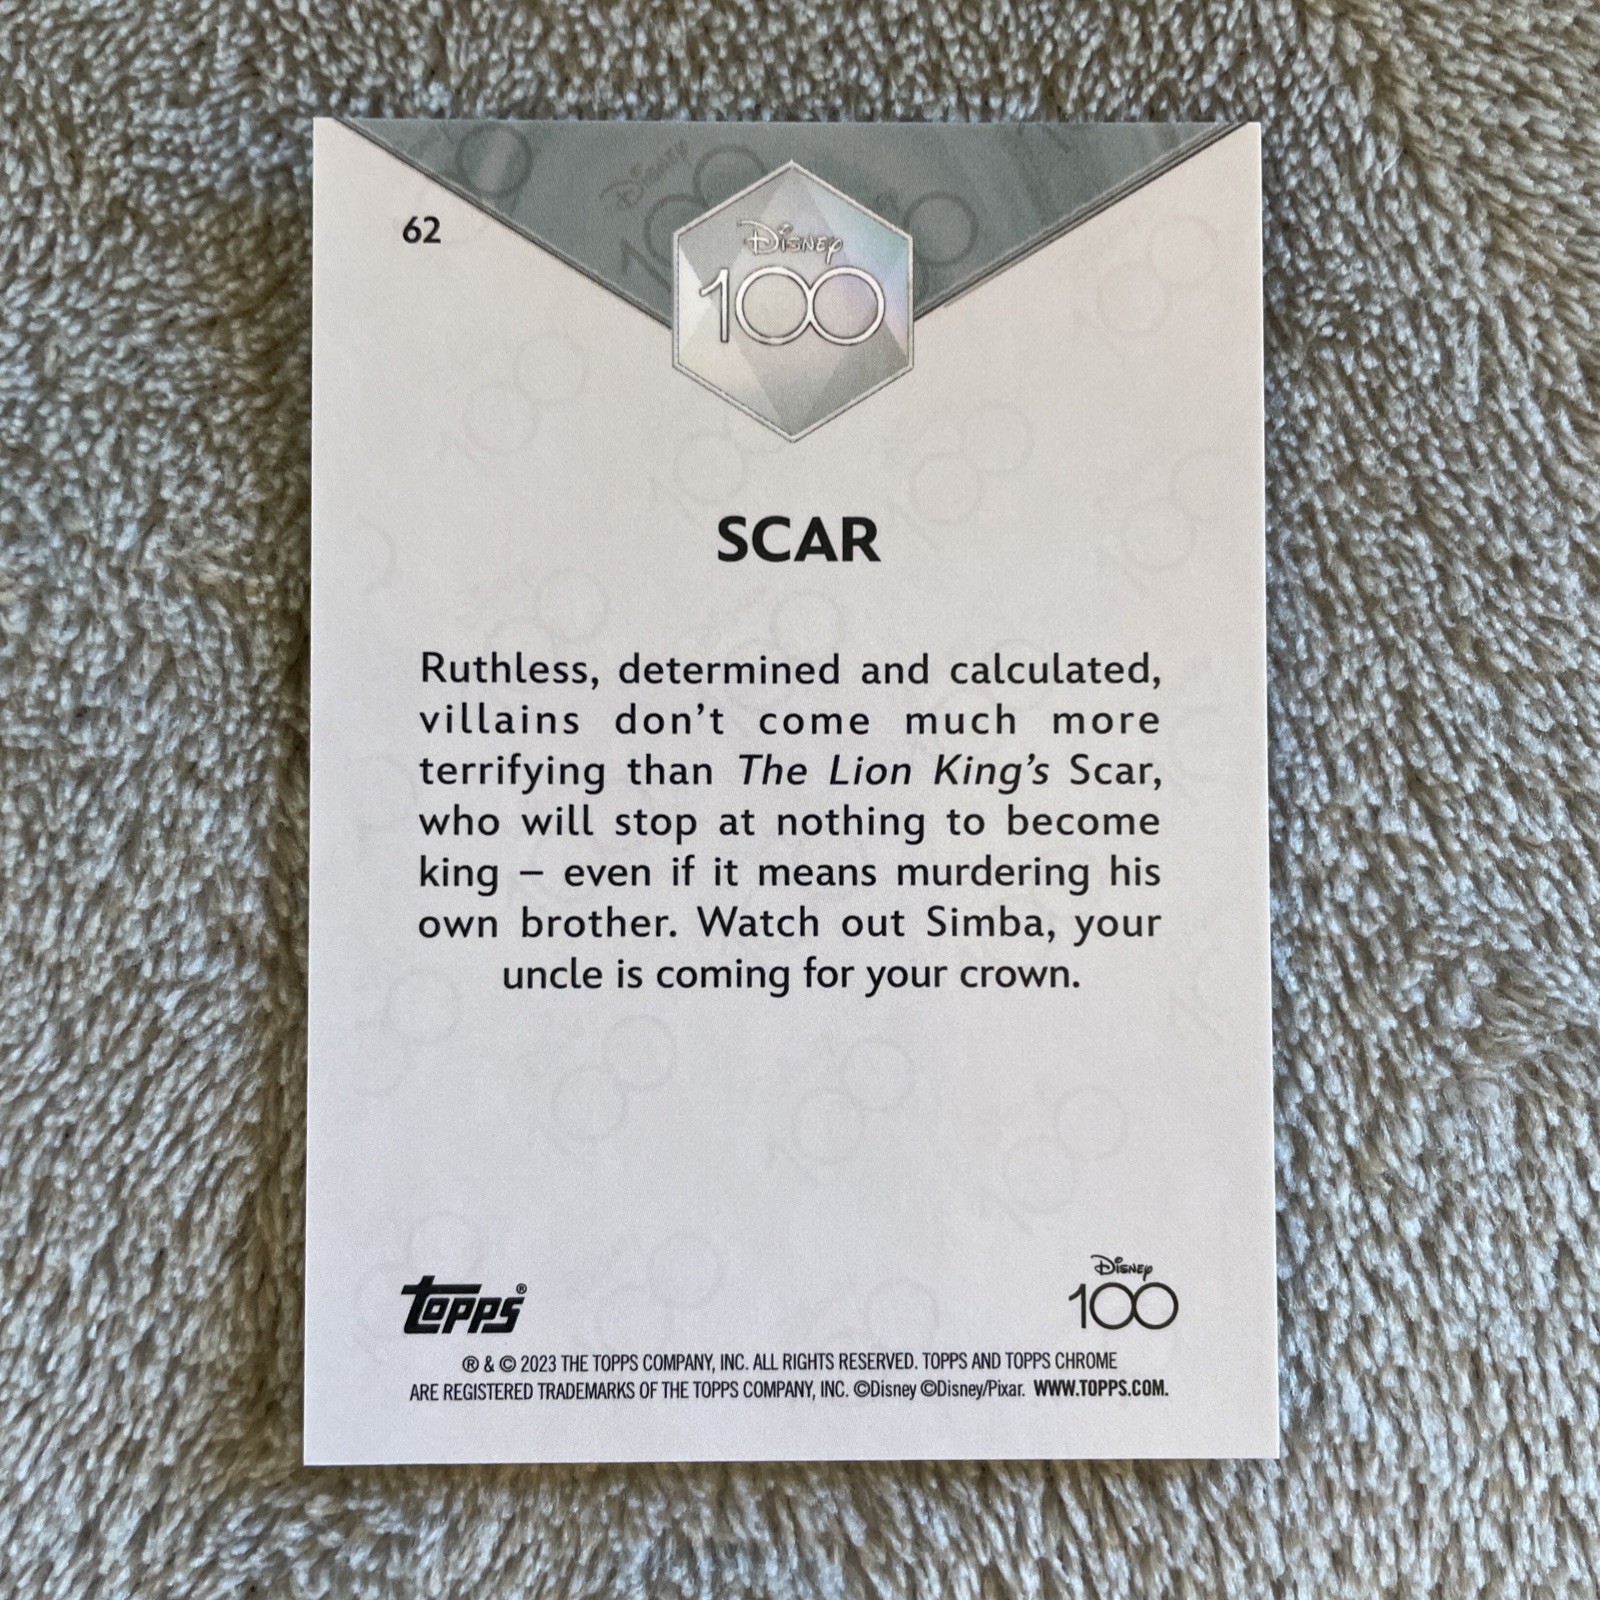 62
Disney
100
SCAR
Ruthless, determined and calculated,
villains don’t come much more
terrifying than The Lion King’s Scar,
who will stop at nothing to become
king – even if it means murdering his
own brother. Watch out Simba, your
uncle is coming for your crown.
topps®
Disney
100
® & © 2023 THE TOPPS COMPANY, INC. ALL RIGHTS RESERVED. TOPPS AND TOPPS CHROME
ARE REGISTERED TRADEMARKS OF THE TOPPS COMPANY, INC. ©Disney ©Disney/Pixar. WWW.TOPPS.COM.